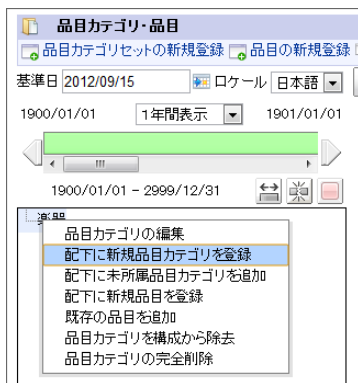 品目カテゴリ・品目
品目カテゴリセットの新規登録 品目の新規登録
基準日 2012/09/15 ロケール 日本語
1900/01/01 1年間表示 1901/01/01
1900/01/01 - 2999/12/31
楽器
品目カテゴリの編集
配下に新規品目カテゴリを登録
配下に未所属品目カテゴリを追加
配下に新規品目を登録
既存の品目を追加
品目カテゴリを構成から除去
品目カテゴリの完全削除